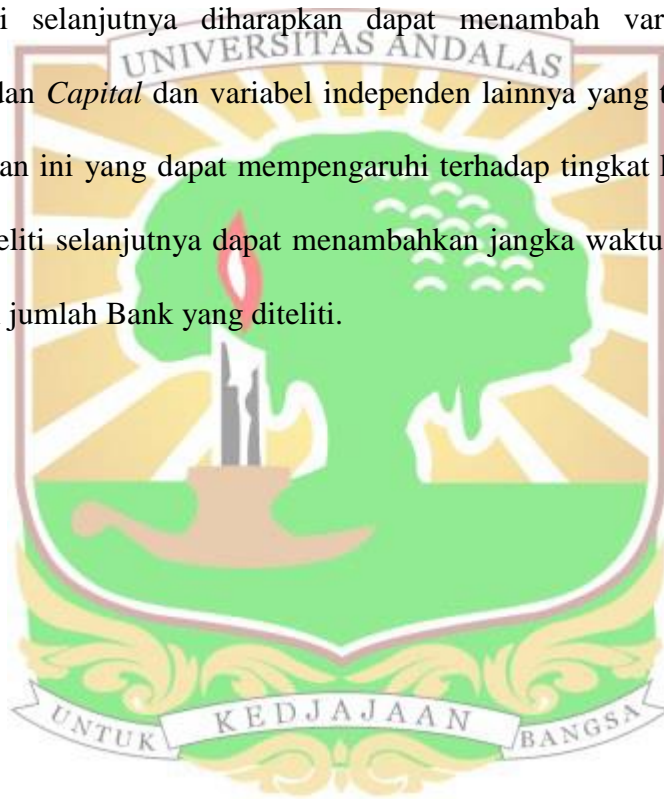 i selanjutnya diharapkan dapat menambah var
UNIVERSITAS ANDALAS
dan Capital dan variabel independen lainnya yang t
an ini yang dapat mempengaruhi terhadap tingkat
eliti selanjutnya dapat menambahkan jangka waktu
jumlah Bank yang diteliti.
UNTUK KEDJAJAAN BANGSA